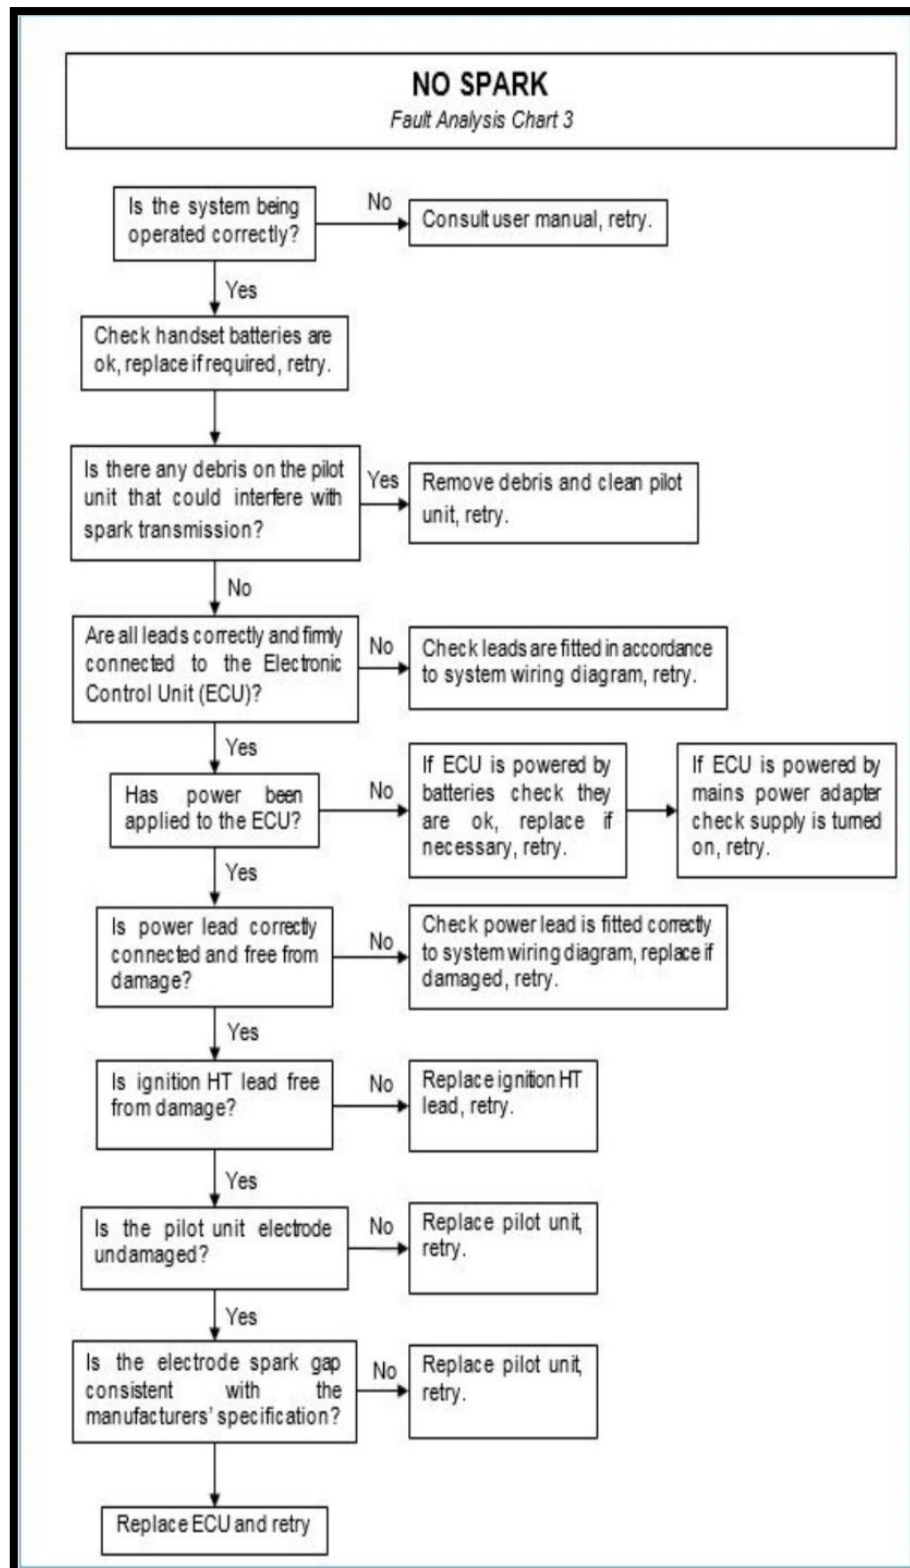 NO SPARK
Fault Analysis Chart 3
Is the system being
operated correctly?
No
Consult user manual, retry.
Yes
Check handset batteries are
ok, replace if required, retry.
Is there any debris on the pilot
unit that could interfere with
spark transmission?
Yes
Remove debris and clean pilot
unit, retry.
No
Are all leads correctly and firmly
connected to the Electronic
Control Unit (ECU)?
No
Check leads are fitted in accordance
to system wiring diagram, retry.
Yes
Has power been
applied to the ECU?
No
If ECU is powered by
batteries check they
are ok, replace if
necessary, retry.
If ECU is powered by
mains power adapter
check supply is turned
on, retry.
Yes
Is power lead correctly
connected and free from
damage?
No
Check power lead is fitted correctly
to system wiring diagram, replace if
damaged, retry.
Yes
Is ignition HT lead free
from damage?
No
Replace ignition HT
lead, retry.
Yes
Is the pilot unit electrode
undamaged?
No
Replace pilot unit,
retry.
Yes
Is the electrode spark gap
consistent with the
manufacturers' specification?
No
Replace pilot unit,
retry.
Replace ECU and retry